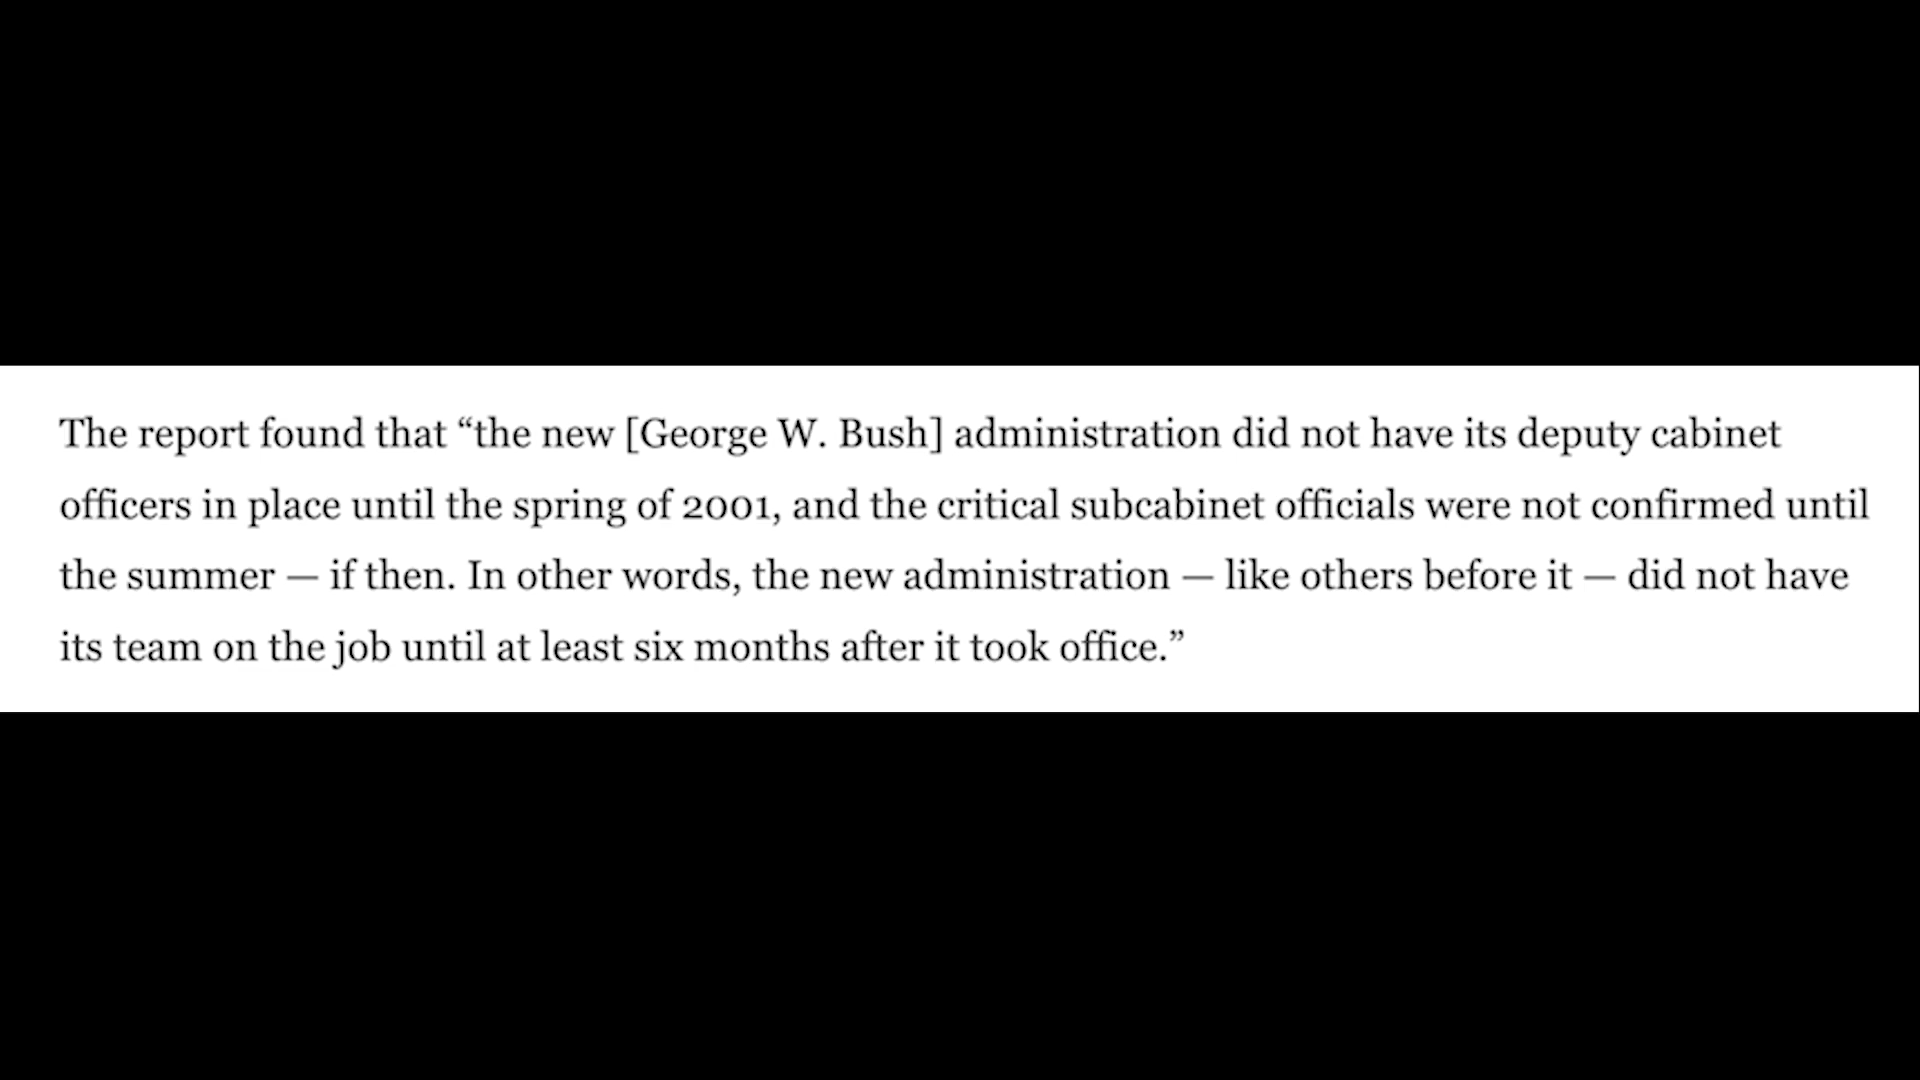 The report found that “the new [George W. Bush] administration did not have its deputy cabinet
officers in place until the spring of 2001, and the critical subcabinet officials were not confirmed until
the summer — if then. In other words, the new administration — like others before it — did not have
its team on the job until at least six months after it took office.”